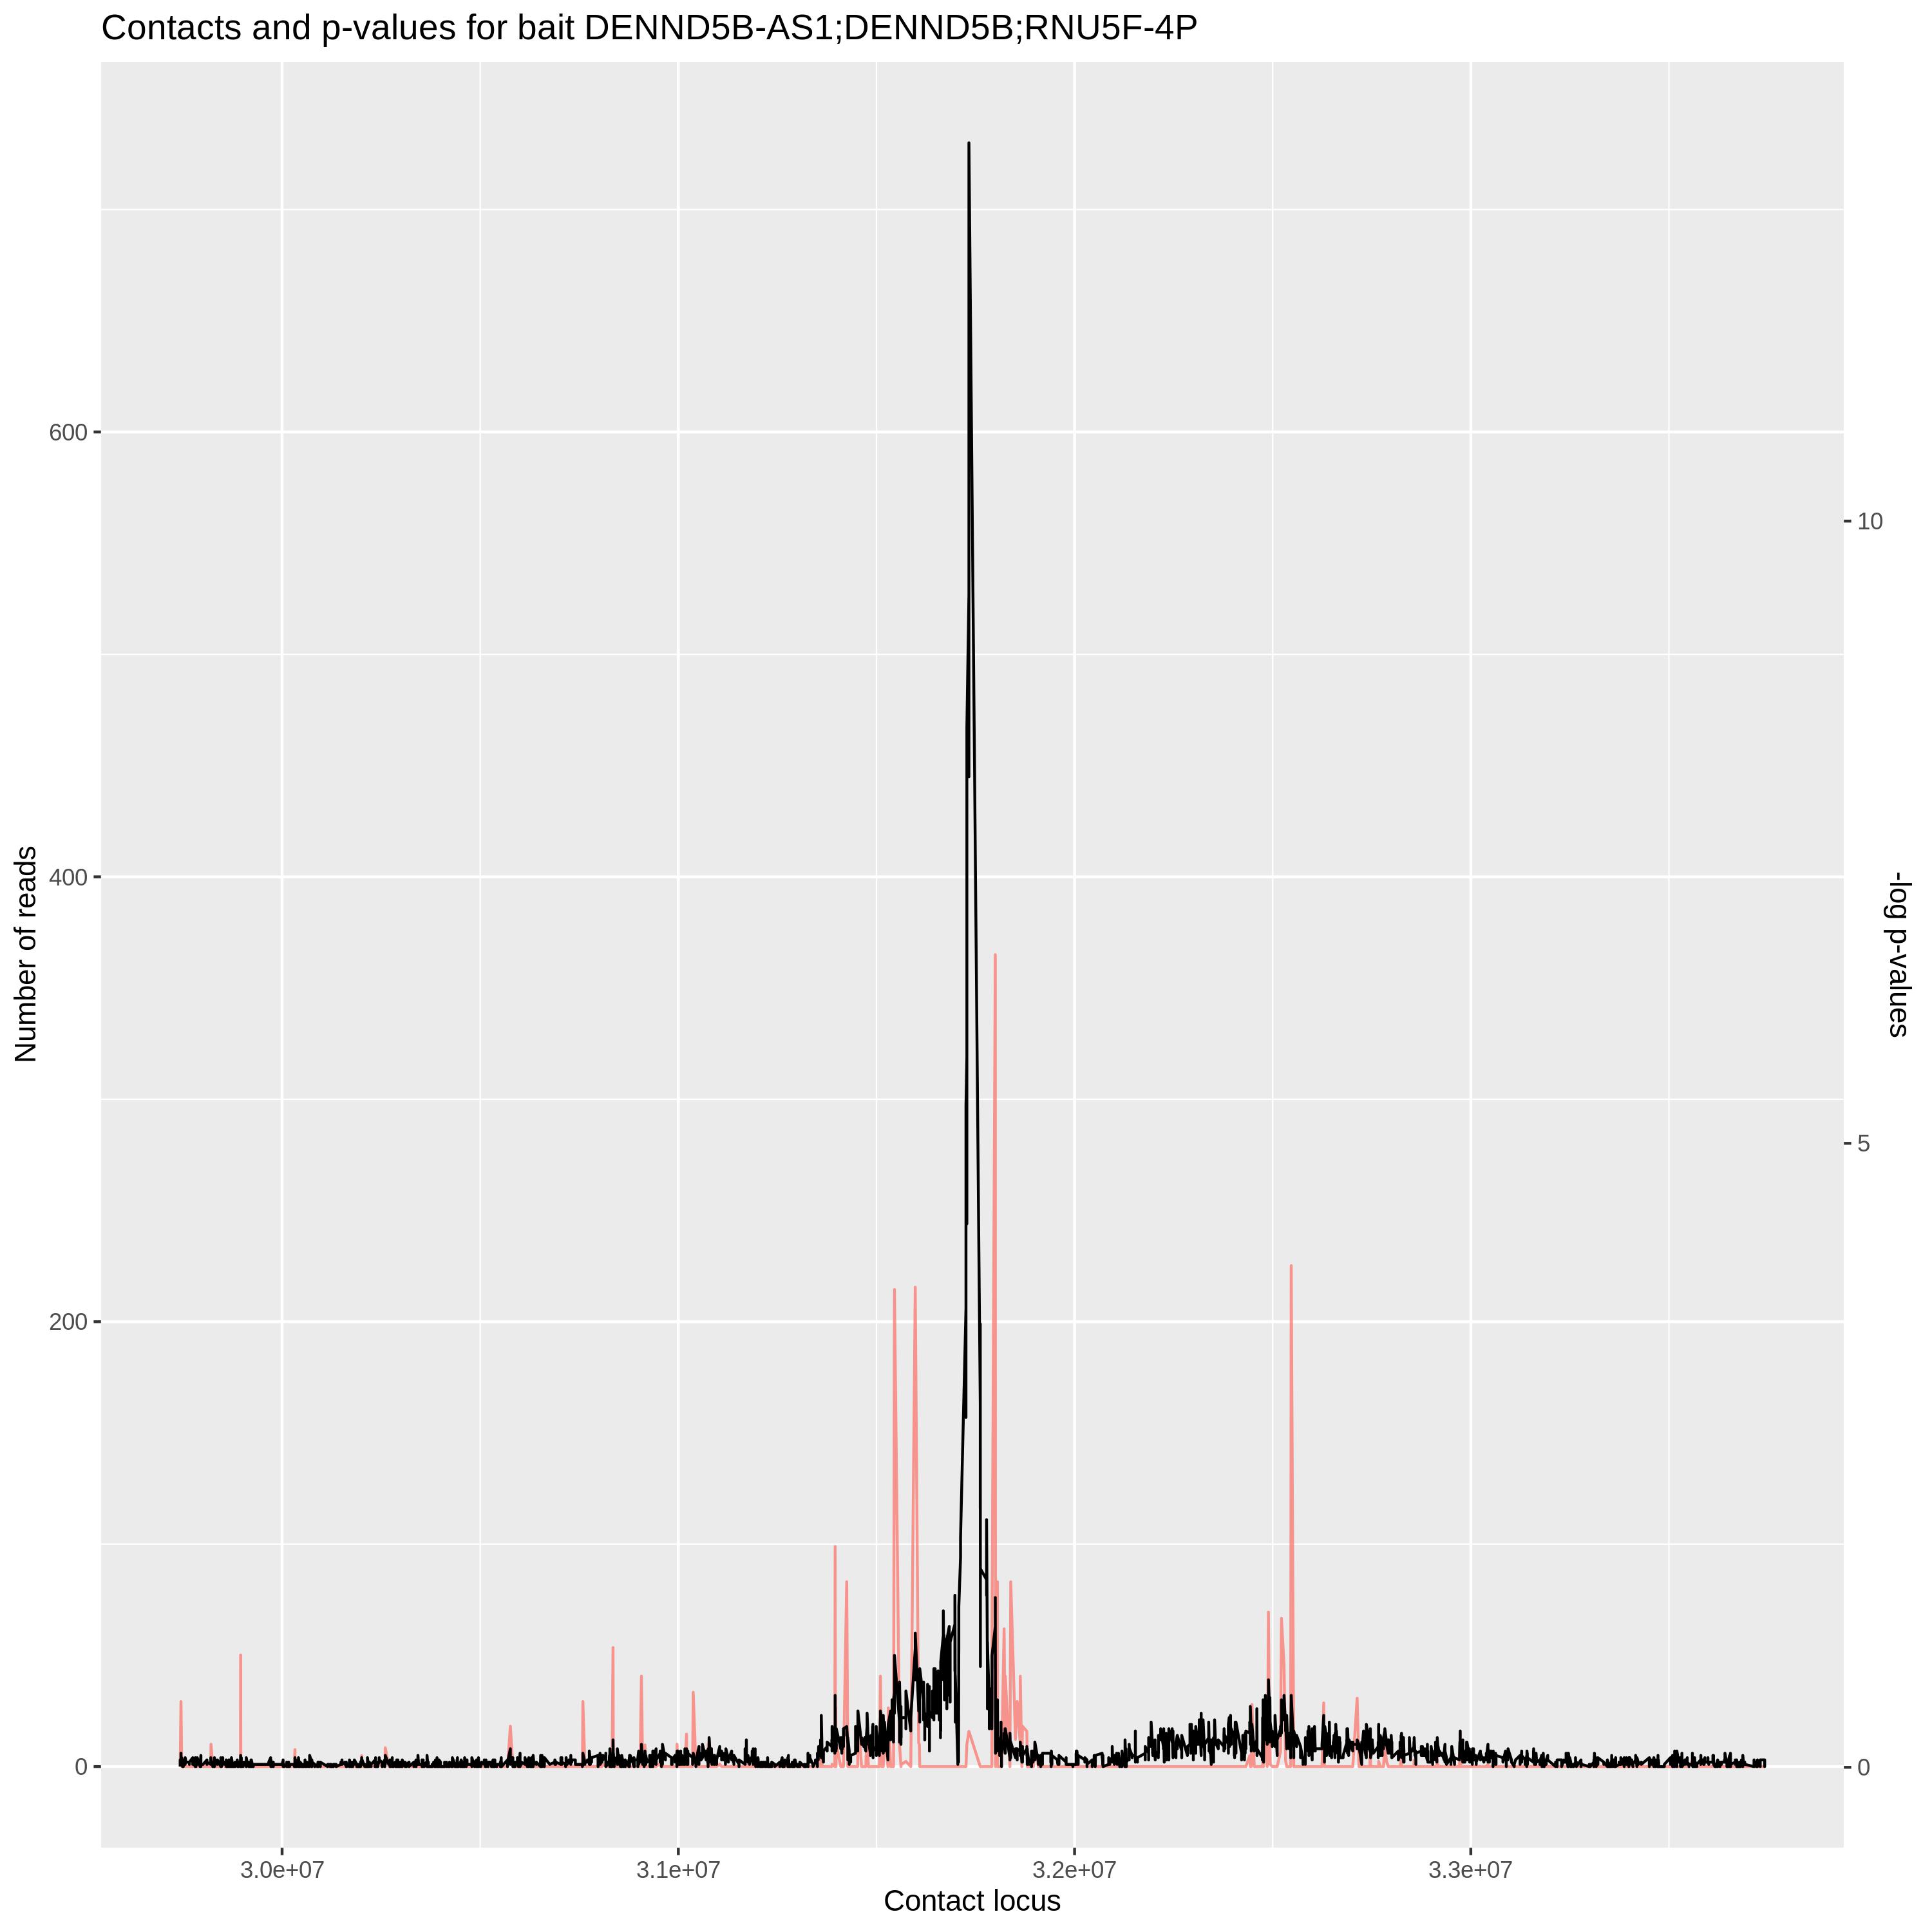 Contacts and p-values for bait DENND5B-AS1;DENND5B;RNU5F-4P
600
400
200
0
Number of reads
10
5
0
-log p-values
3.0e+07
3.1e+07
3.2e+07
3.3e+07
Contact locus